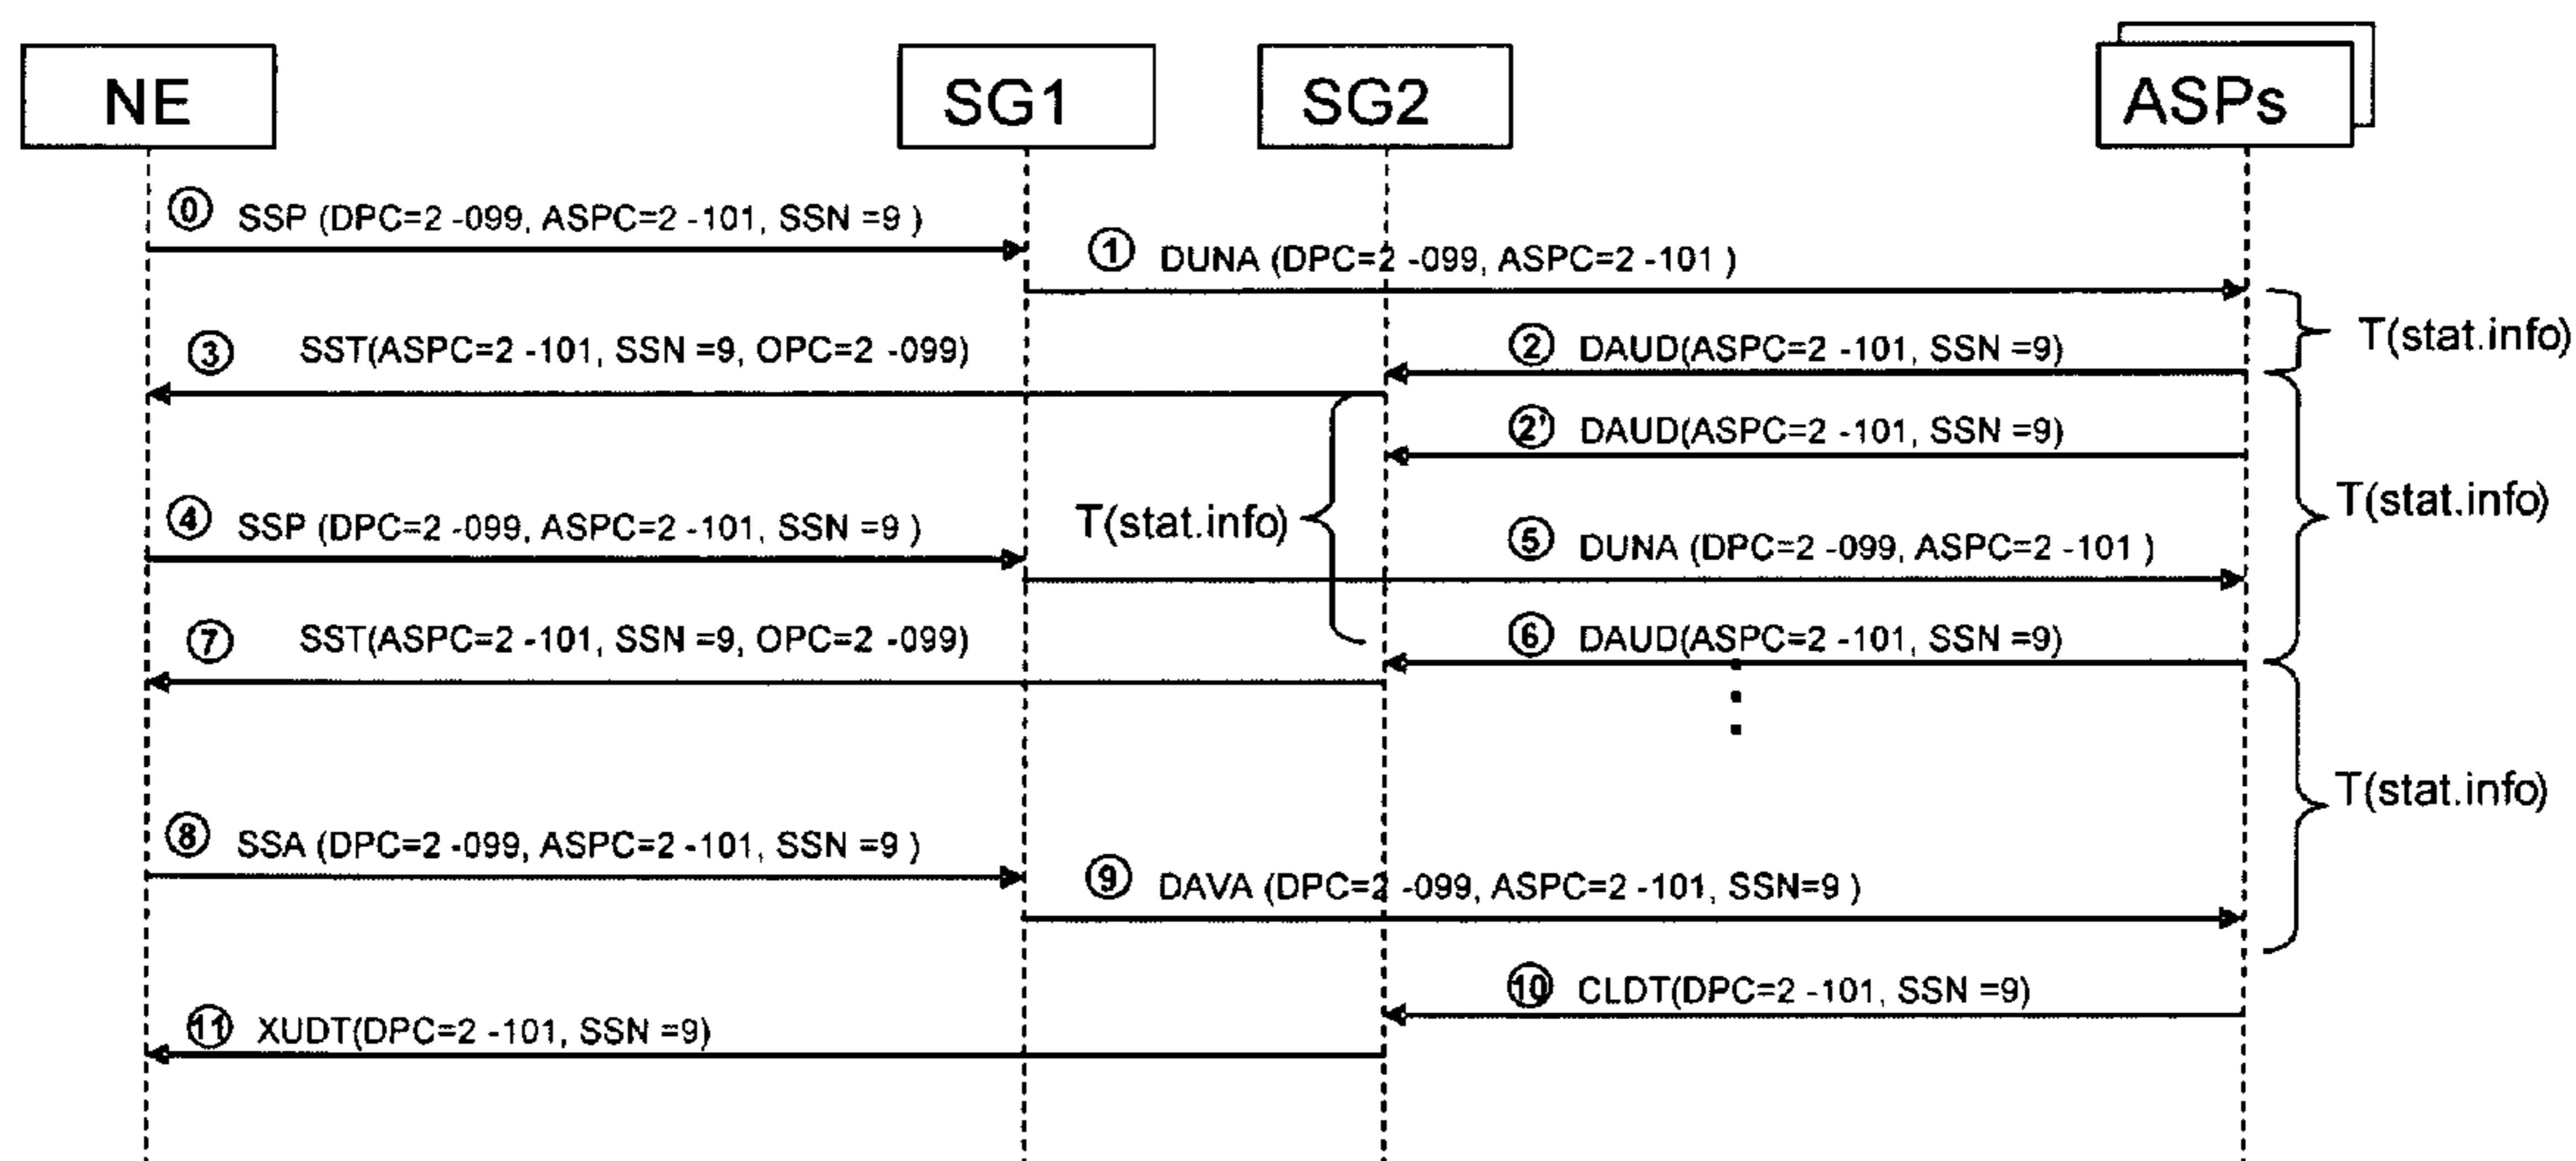 NE
SG1
SG2
ASPs
⓪ SSP (DPC=2 -099, ASPC=2 -101, SSN =9 )
① DUNA (DPC=2 -099, ASPC=2 -101 )
T(stat.info)
② DAUD(ASPC=2 -101, SSN =9)
③ SST(ASPC=2 -101, SSN =9, OPC=2 -099)
②' DAUD(ASPC=2 -101, SSN =9)
T(stat.info)
T(stat.info)
④ SSP (DPC=2 -099, ASPC=2 -101, SSN =9 )
⑤ DUNA (DPC=2 -099, ASPC=2 -101 )
⑥ DAUD(ASPC=2 -101, SSN =9)
⑦ SST(ASPC=2 -101, SSN =9, OPC=2 -099)
T(stat.info)
⑧ SSA (DPC=2 -099, ASPC=2 -101, SSN =9 )
⑨ DAVA (DPC=2 -099, ASPC=2 -101, SSN=9 )
⑩ CLDT(DPC=2 -101, SSN =9)
⑪ XUDT(DPC=2 -101, SSN =9)